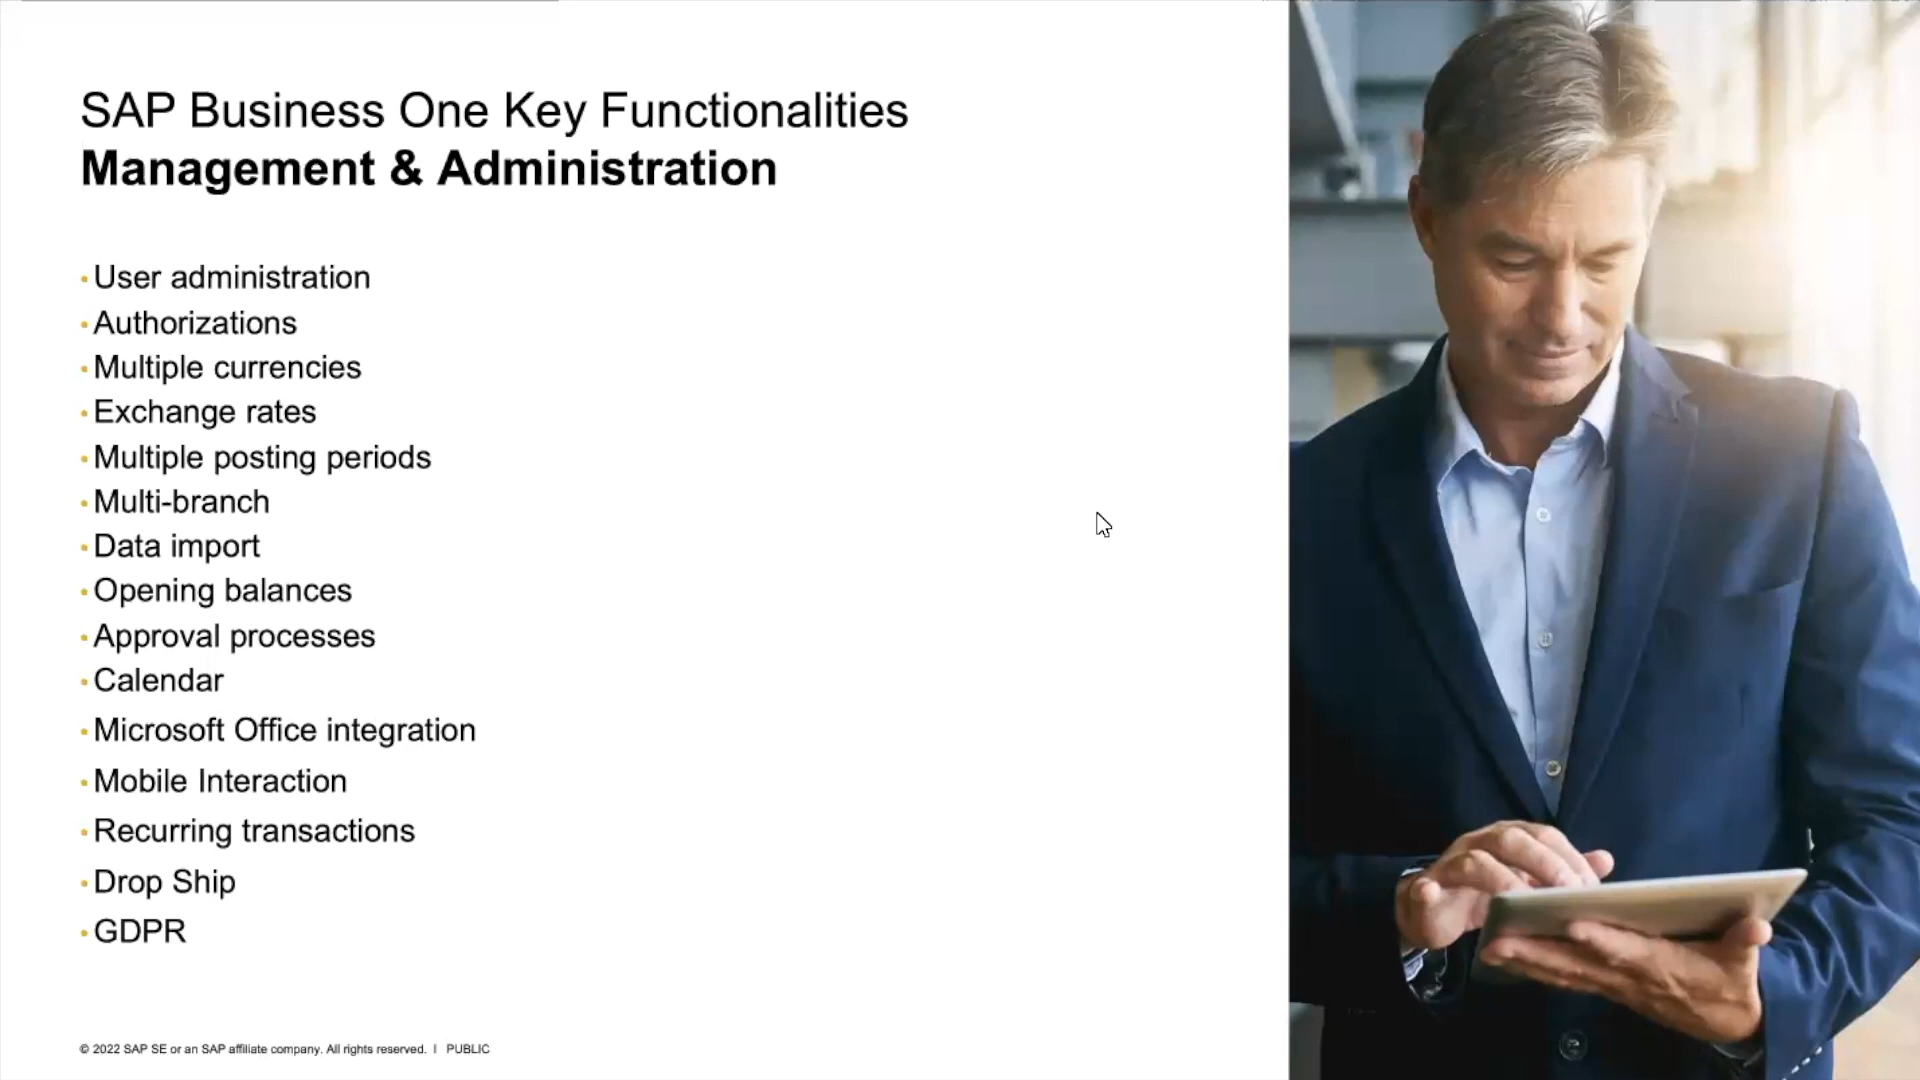 SAP Business One Key Functionalities
Management & Administration
• User administration
• Authorizations
• Multiple currencies
• Exchange rates
• Multiple posting periods
• Multi-branch
• Data import
• Opening balances
• Approval processes
• Calendar
• Microsoft Office integration
• Mobile Interaction
• Recurring transactions
• Drop Ship
• GDPR
© 2022 SAP SE or an SAP affiliate company. All rights reserved. I PUBLIC